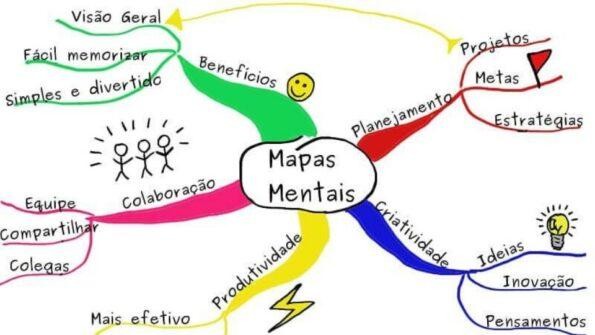 Visão Geral
Fácil memorizar
Simples e divertido
Benefícios
Projetos
Metas
Estratégias
Planejamento
Mapas
Mentais
Colaboração
Equipe
Compartilhar
Colegas
Criatividade
Ideias
Inovação
Pensamentos
Produtividade
Mais efetivo